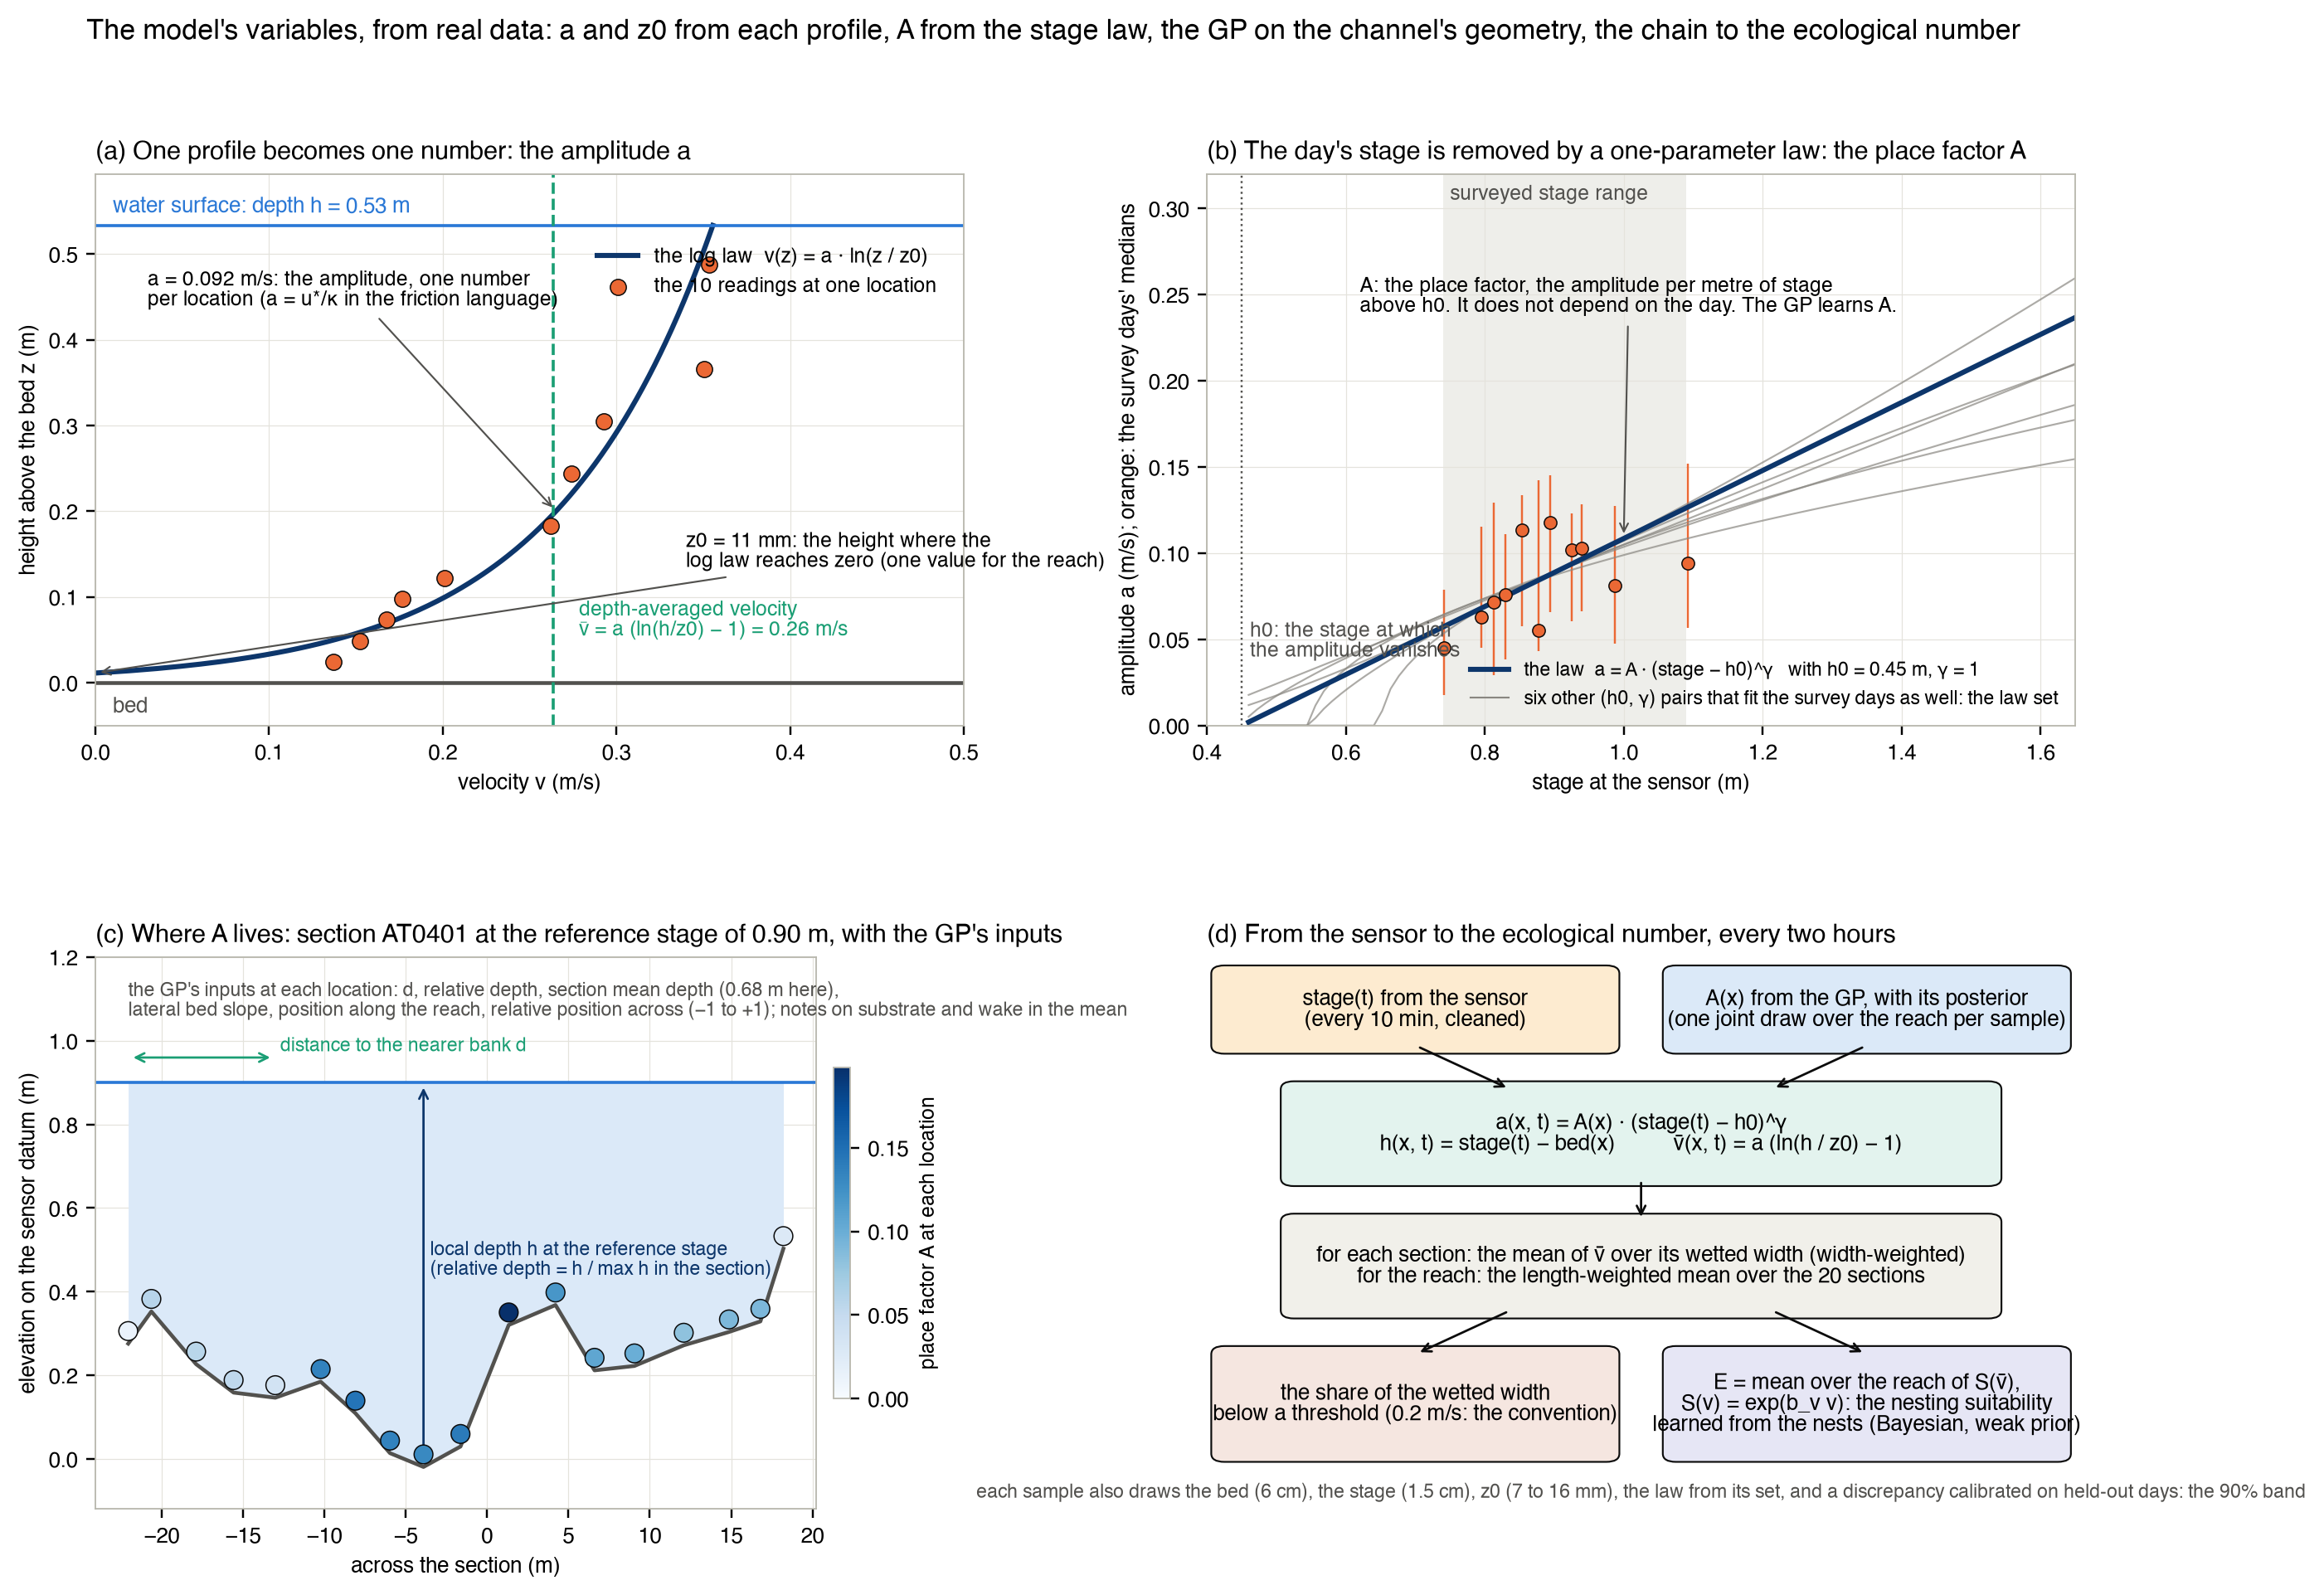 The model's variables, from real data: a and z0 from each profile, A from the stage law, the GP on the channel's geometry, the chain to the ecological number
(a) One profile becomes one number: the amplitude a
water surface: depth h = 0.53 m
the log law  v(z) = a · ln(z / z0)
the 10 readings at one location
a = 0.092 m/s: the amplitude, one number
per location (a = u*/κ in the friction language)
z0 = 11 mm: the height where the
log law reaches zero (one value for the reach)
depth-averaged velocity
v̄ = a (ln(h/z0) − 1) = 0.26 m/s
bed
height above the bed z (m)
0.5
0.4
0.3
0.2
0.1
0.0
0.0 0.1 0.2 0.3 0.4 0.5
velocity v (m/s)
(b) The day's stage is removed by a one-parameter law: the place factor A
surveyed stage range
A: the place factor, the amplitude per metre of stage
above h0. It does not depend on the day. The GP learns A.
h0: the stage at which
the amplitude vanishes
the law  a = A · (stage − h0)^γ   with h0 = 0.45 m, γ = 1
six other (h0, γ) pairs that fit the survey days as well: the law set
amplitude a (m/s); orange: the survey days' medians
0.30
0.25
0.20
0.15
0.10
0.05
0.00
0.4 0.6 0.8 1.0 1.2 1.4 1.6
stage at the sensor (m)
(c) Where A lives: section AT0401 at the reference stage of 0.90 m, with the GP's inputs
the GP's inputs at each location: d, relative depth, section mean depth (0.68 m here),
lateral bed slope, position along the reach, relative position across (−1 to +1); notes on substrate and wake in the mean
distance to the nearer bank d
local depth h at the reference stage
(relative depth = h / max h in the section)
elevation on the sensor datum (m)
1.2
1.0
0.8
0.6
0.4
0.2
0.0
−20 −15 −10 −5 0 5 10 15 20
across the section (m)
0.15
0.10
0.05
0.00
place factor A at each location
(d) From the sensor to the ecological number, every two hours
stage(t) from the sensor
(every 10 min, cleaned)
A(x) from the GP, with its posterior
(one joint draw over the reach per sample)
a(x, t) = A(x) · (stage(t) − h0)^γ
h(x, t) = stage(t) − bed(x)          v̄(x, t) = a (ln(h / z0) − 1)
for each section: the mean of v̄ over its wetted width (width-weighted)
for the reach: the length-weighted mean over the 20 sections
the share of the wetted width
below a threshold (0.2 m/s: the convention)
E = mean over the reach of S(v̄),
S(v) = exp(b_v v): the nesting suitability
learned from the nests (Bayesian, weak prior)
each sample also draws the bed (6 cm), the stage (1.5 cm), z0 (7 to 16 mm), the law from its set, and a discrepancy calibrated on held-out days: the 90% band